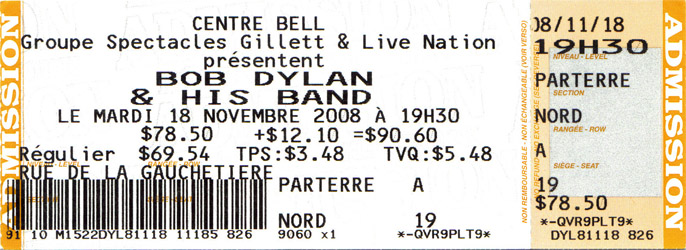 ADMISSION
CENTRE BELL
Groupe Spectacles Gillett & Live Nation
présentent
BOB DYLAN
& HIS BAND
LE MARDI 18 NOVEMBRE 2008 À 19H30
$78.50 +$12.10 =$90.60
Régulier $69.54 TPS:$3.48 TVQ:$5.48
RUE DE LA GAUCHETIERE
NIVEAU - LEVEL
SECTION
PARTERRE A
NORD 19
91 10 M1522DYL81118 11185 826 9060 x1 *-QVR9PLT9*
NON REMBOURSABLE - NON ÉCHANGEABLE (VOIR VERSO)
08/11/18
19H30
NIVEAU - LEVEL
PARTERRE
SECTION
NORD
RANGÉE - ROW
A
SIÈGE - SEAT
19
$78.50
*-QVR9PLT9*
DYL81118 826
ADMISSION